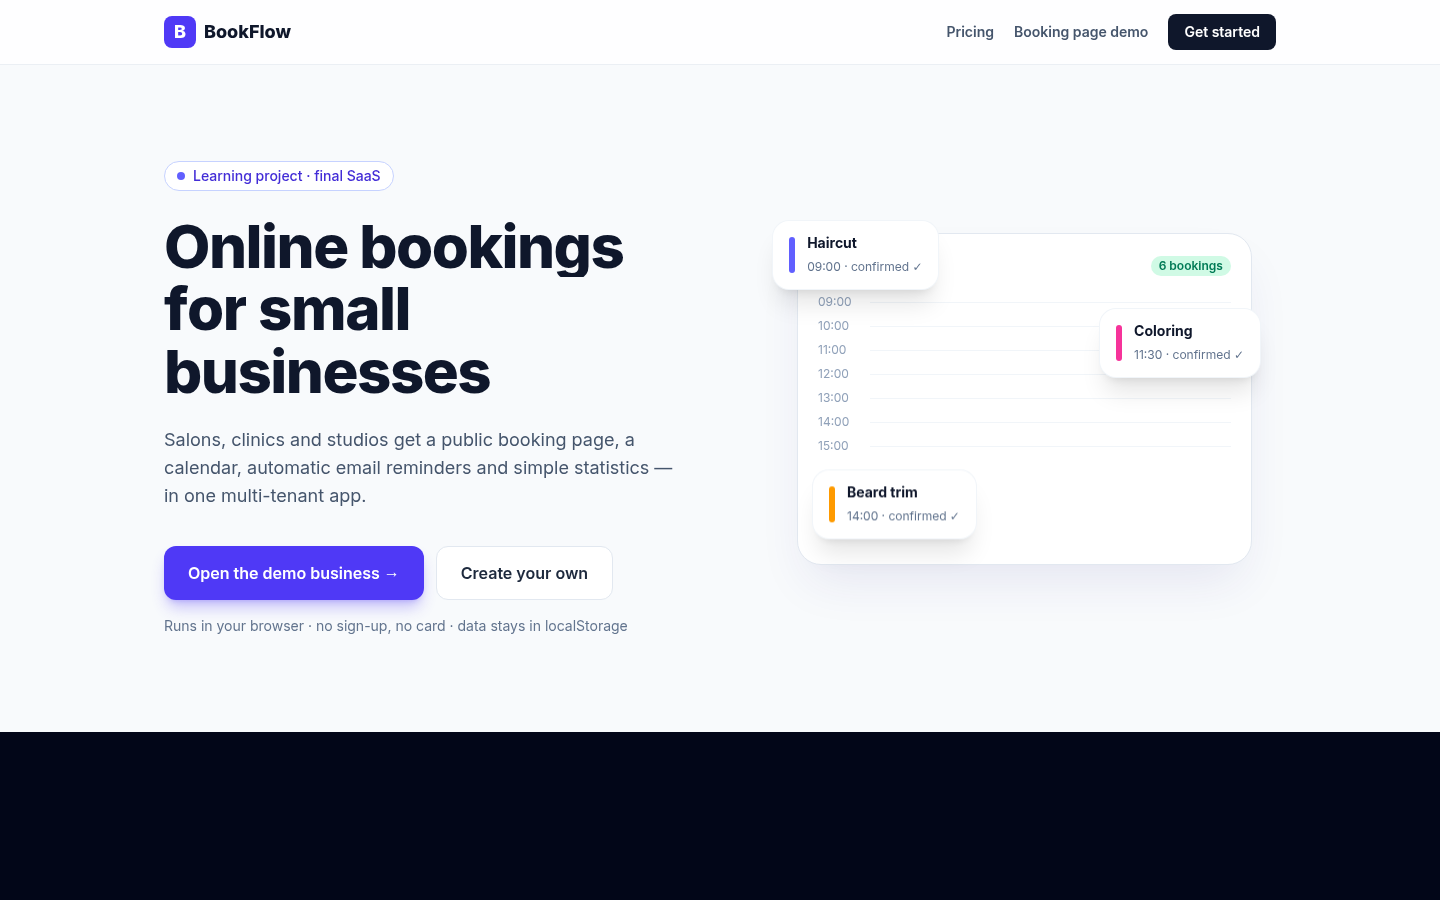 B BookFlow
Pricing
Booking page demo
Get started
Learning project · final SaaS
Online bookings
for small
businesses
Salons, clinics and studios get a public booking page, a
calendar, automatic email reminders and simple statistics —
in one multi-tenant app.
Open the demo business →
Create your own
Runs in your browser · no sign-up, no card · data stays in localStorage
Haircut
09:00 · confirmed ✓
6 bookings
09:00
10:00
11:00
12:00
13:00
14:00
15:00
Coloring
11:30 · confirmed ✓
Beard trim
14:00 · confirmed ✓